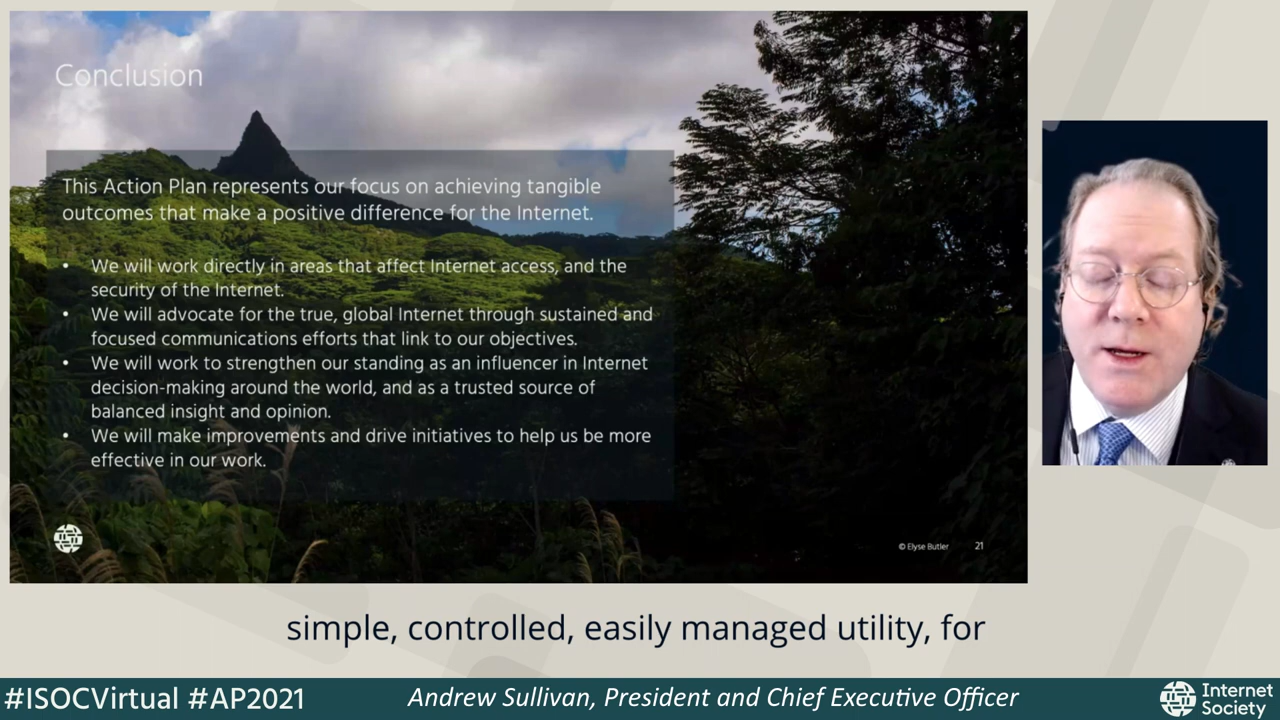 Conclusion
This Action Plan represents our focus on achieving tangible
outcomes that make a positive difference for the Internet.
• We will work directly in areas that affect Internet access, and the
security of the Internet.
• We will advocate for the true, global Internet through sustained and
focused communications efforts that link to our objectives.
• We will work to strengthen our standing as an influencer in Internet
decision-making around the world, and as a trusted source of
balanced insight and opinion.
• We will make improvements and drive initiatives to help us be more
effective in our work.
© Elyse Butler 21
simple, controlled, easily managed utility, for
#ISOCVirtual #AP2021
Andrew Sullivan, President and Chief Executive Officer
Internet
Society